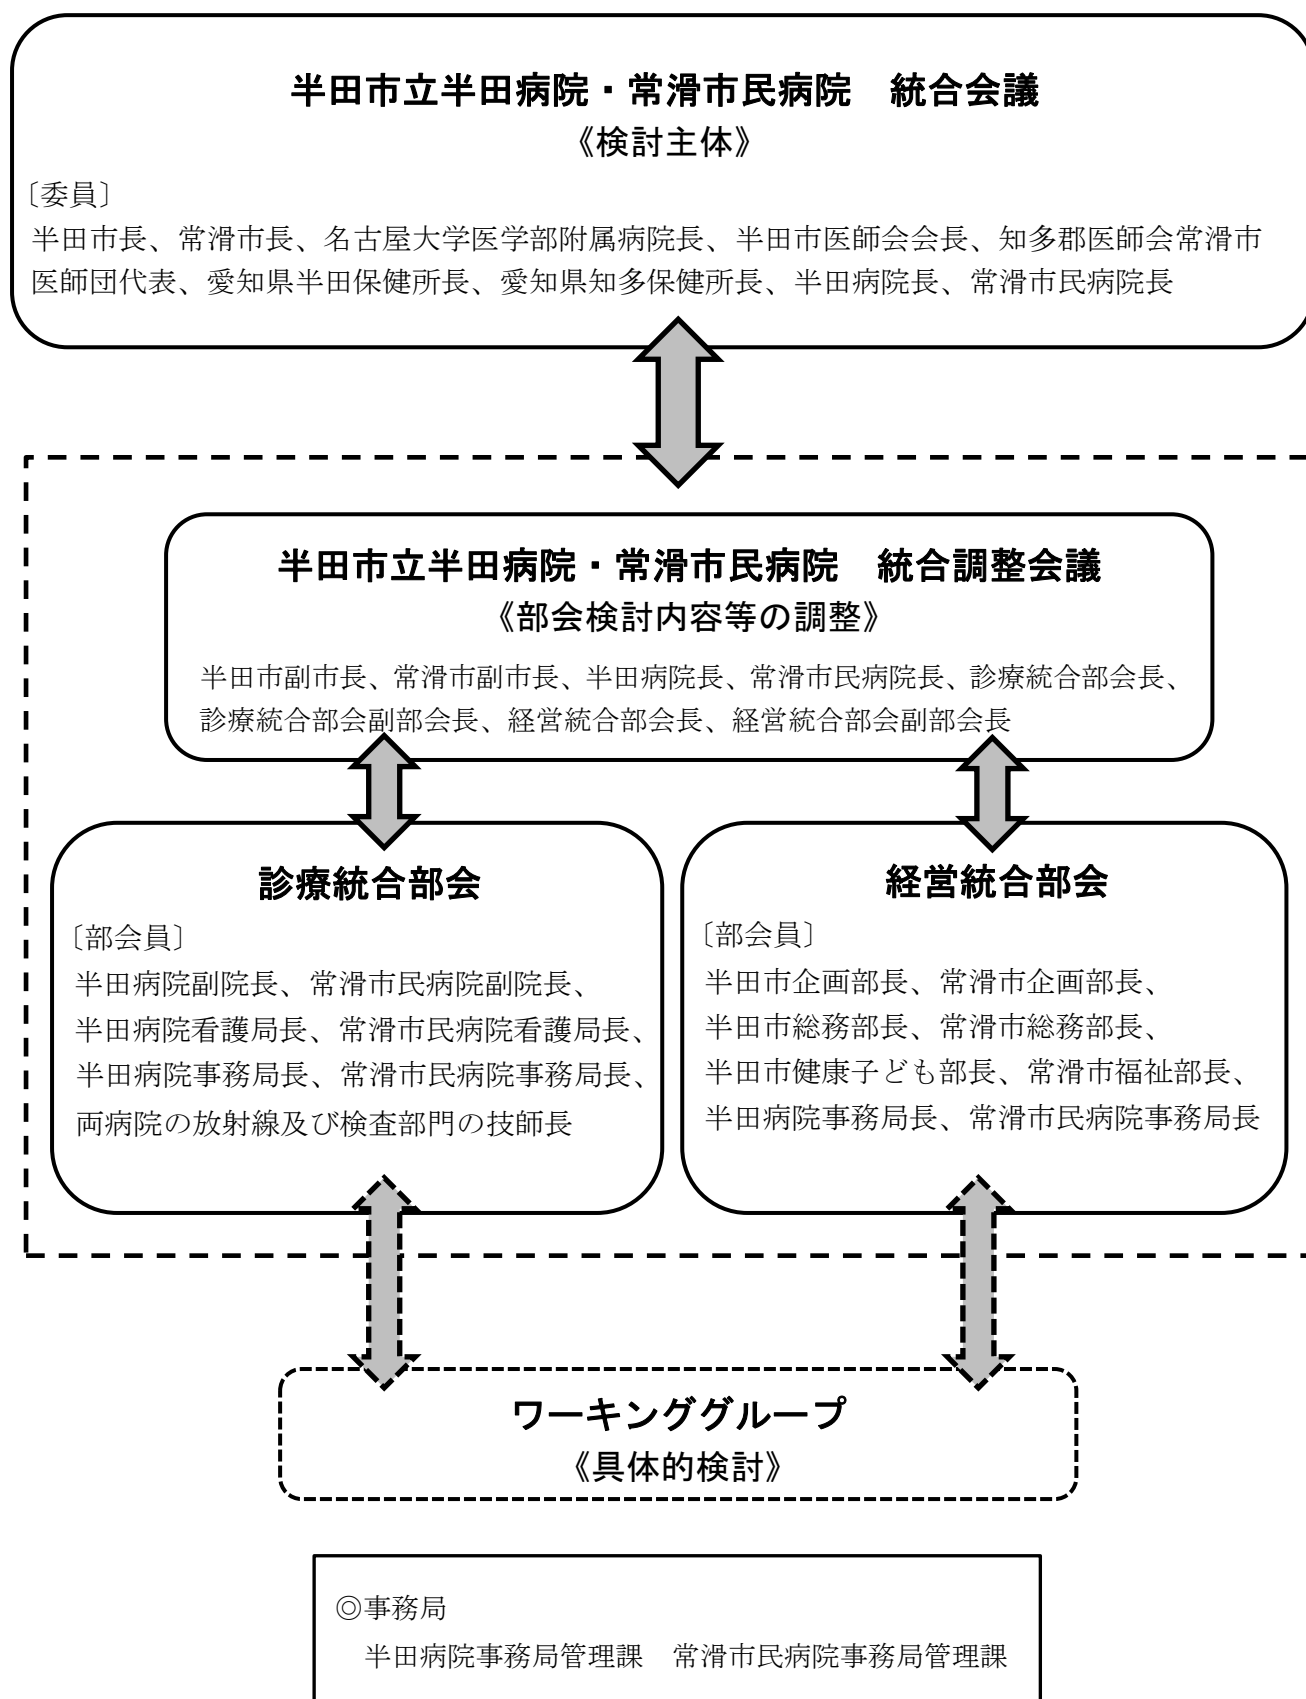 半田市立半田病院・常滑市民病院　統合会議
《検討主体》
〔委員〕
半田市長、常滑市長、名古屋大学医学部附属病院長、半田市医師会会長、知多郡医師会常滑市
医師団代表、愛知県半田保健所長、愛知県知多保健所長、半田病院長、常滑市民病院長
半田市立半田病院・常滑市民病院　統合調整会議
《部会検討内容等の調整》
半田市副市長、常滑市副市長、半田病院長、常滑市民病院長、診療統合部会長、
診療統合部会副部会長、経営統合部会長、経営統合部会副部会長
診療統合部会
〔部会員〕
半田病院副院長、常滑市民病院副院長、
半田病院看護局長、常滑市民病院看護局長、
半田病院事務局長、常滑市民病院事務局長、
両病院の放射線及び検査部門の技師長
経営統合部会
〔部会員〕
半田市企画部長、常滑市企画部長、
半田市総務部長、常滑市総務部長、
半田市健康子ども部長、常滑市福祉部長、
半田病院事務局長、常滑市民病院事務局長
ワーキンググループ
《具体的検討》
◎事務局
半田病院事務局管理課　常滑市民病院事務局管理課